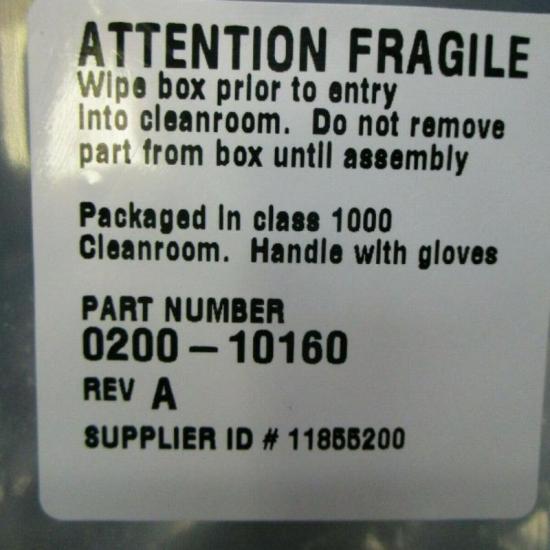 ATTENTION FRAGILE
Wipe box prior to entry
into cleanroom. Do not remove
part from box until assembly
Packaged in class 1000
Cleanroom. Handle with gloves
PART NUMBER
0200-10160
REV A
SUPPLIER ID # 11855200